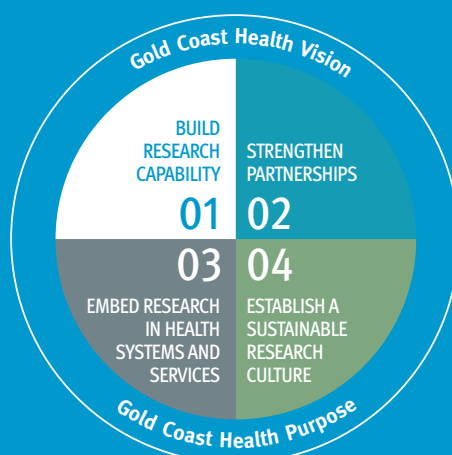 Gold Coast Health Vision
BUILD
RESEARCH
CAPABILITY
01
STRENGTHEN
PARTNERSHIPS
02
03
EMBED RESEARCH
IN HEALTH
SYSTEMS AND
SERVICES
04
ESTABLISH A
SUSTAINABLE
RESEARCH
CULTURE
Gold Coast Health Purpose